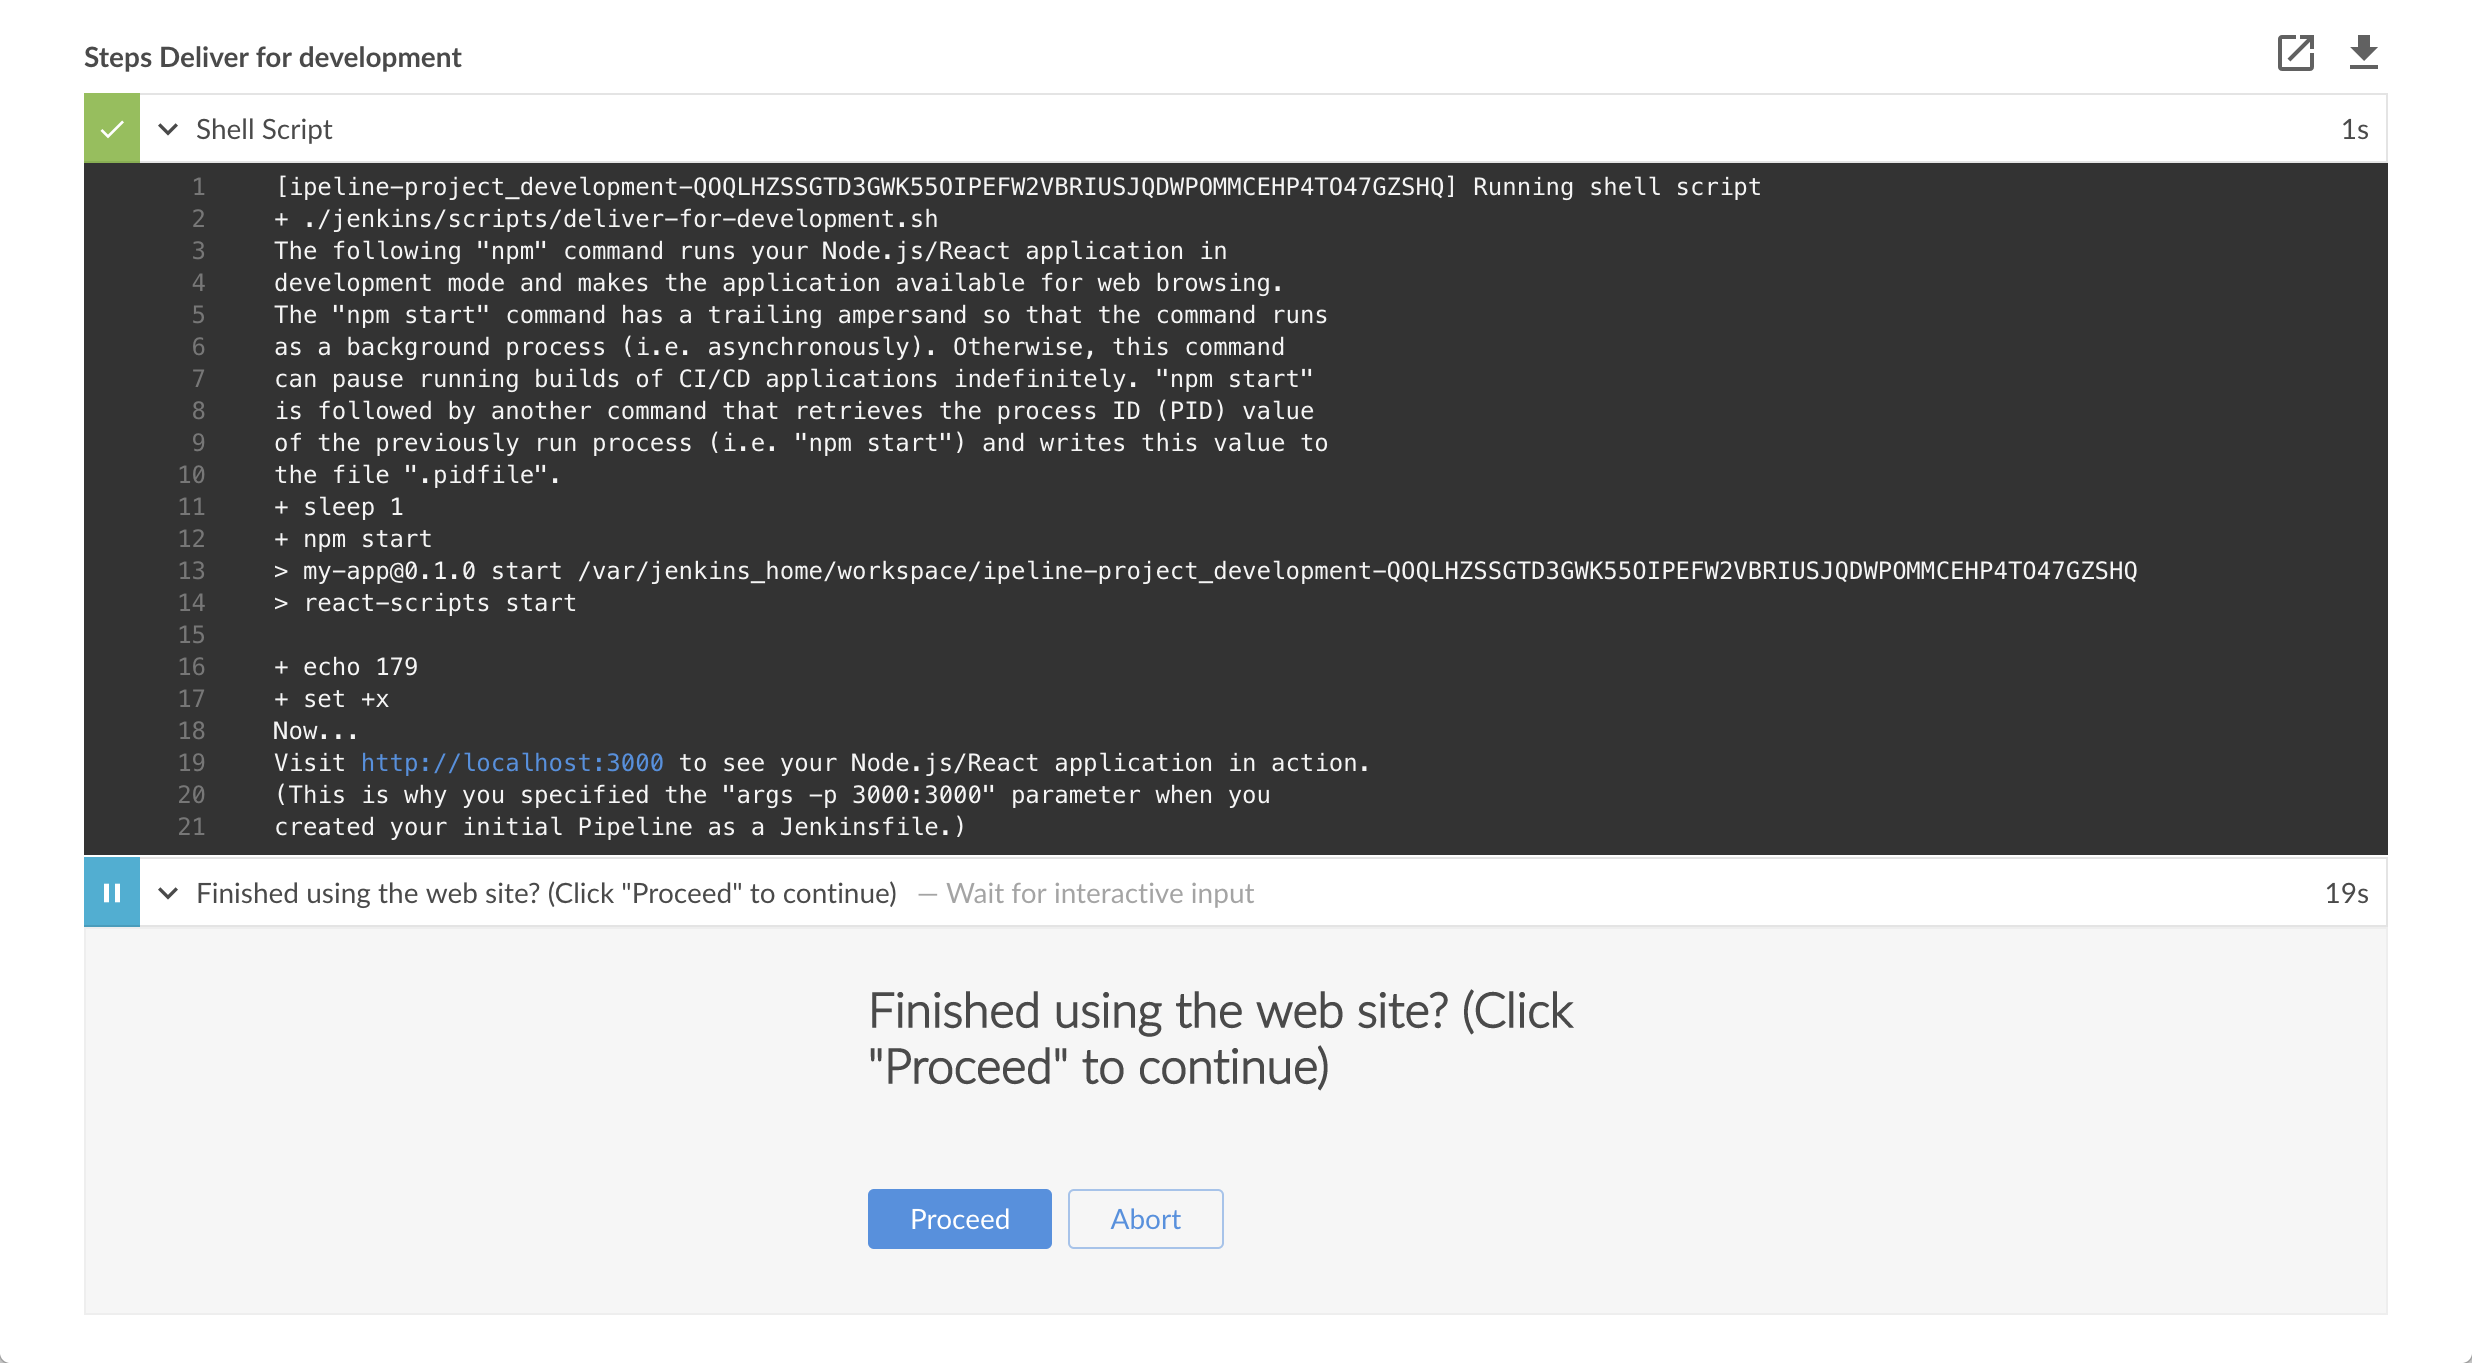 Steps Deliver for development
Shell Script 1s
1 [ipeline-project_development-QOQLHZSSGTD3GWK55OIPEFW2VBRIUSJQDWPOMMCEHP4TO47GZSHQ] Running shell script
2 + ./jenkins/scripts/deliver-for-development.sh
3 The following "npm" command runs your Node.js/React application in
4 development mode and makes the application available for web browsing.
5 The "npm start" command has a trailing ampersand so that the command runs
6 as a background process (i.e. asynchronously). Otherwise, this command
7 can pause running builds of CI/CD applications indefinitely. "npm start"
8 is followed by another command that retrieves the process ID (PID) value
9 of the previously run process (i.e. "npm start") and writes this value to
10 the file ".pidfile".
11 + sleep 1
12 + npm start
13 > my-app@0.1.0 start /var/jenkins_home/workspace/ipeline-project_development-QOQLHZSSGTD3GWK55OIPEFW2VBRIUSJQDWPOMMCEHP4TO47GZSHQ
14 > react-scripts start
15
16 + echo 179
17 + set +x
18 Now...
19 Visit http://localhost:3000 to see your Node.js/React application in action.
20 (This is why you specified the "args -p 3000:3000" parameter when you
21 created your initial Pipeline as a Jenkinsfile.)
Finished using the web site? (Click "Proceed" to continue) — Wait for interactive input 19s
Finished using the web site? (Click
"Proceed" to continue)
Proceed Abort